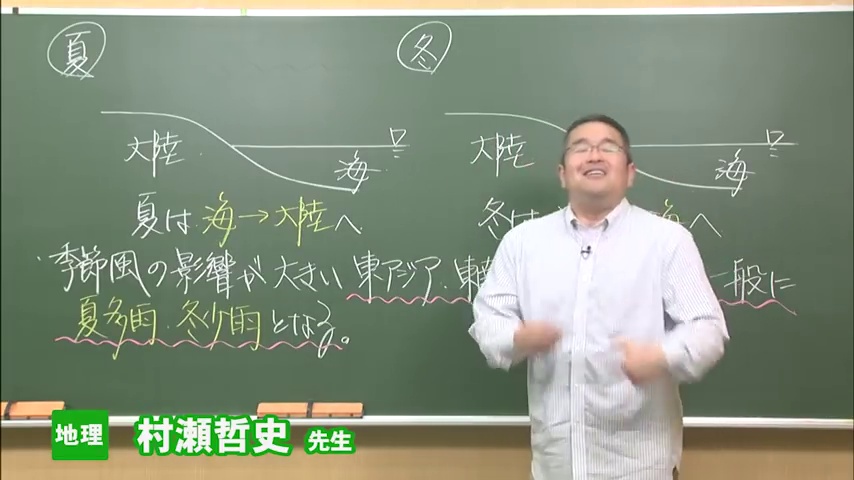 夏
冬
大陸
海
大陸
海
夏は 海→大陸へ
冬は 海へ
季節風の影響が大きい 東アジア・東 一般に
夏多雨・冬少雨となる。
地理 村瀬哲史 先生